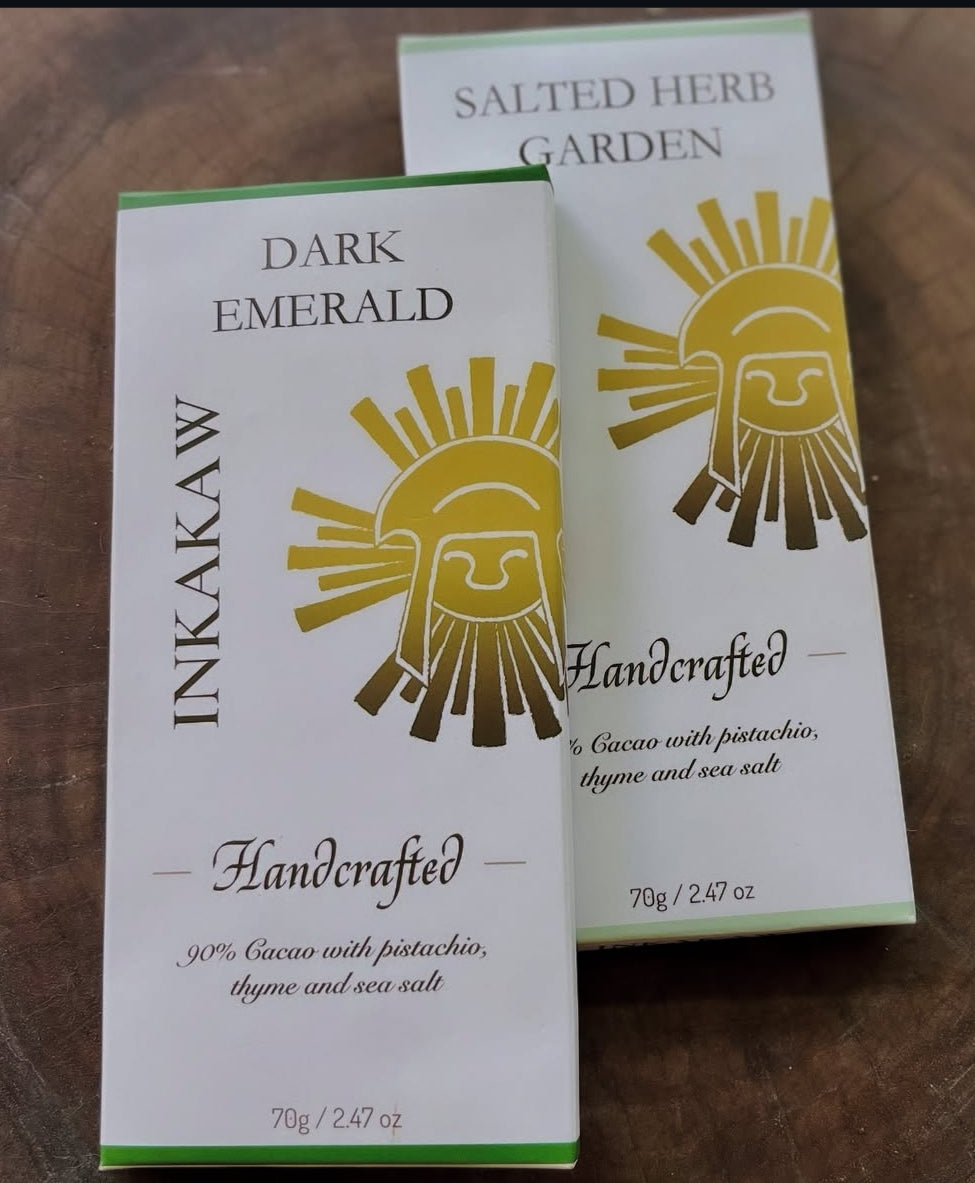 SALTED HERB
GARDEN
Handcrafted
% Cacao with pistachio,
thyme and sea salt
70g / 2.47 oz
DARK
EMERALD
INKAKAW
Handcrafted
90% Cacao with pistachio,
thyme and sea salt
70g / 2.47 oz